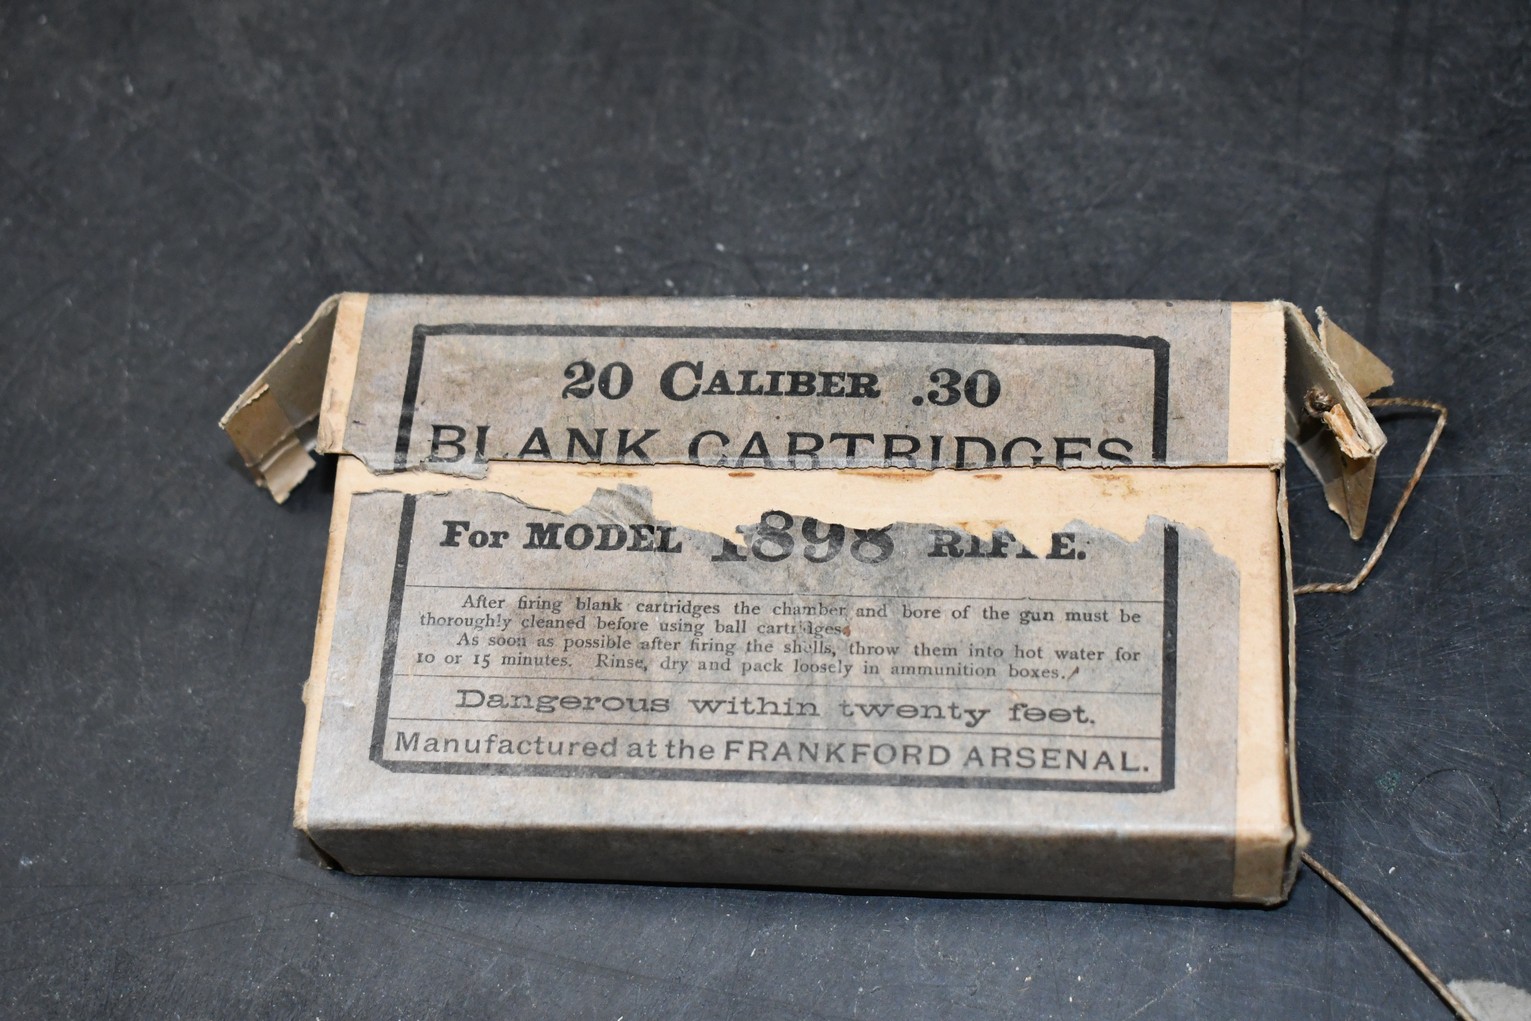 20 CALIBER .30
BLANK CARTRIDGES
For MODEL 1898 RIFLE.
After firing blank cartridges the chamber and bore of the gun must be
thoroughly cleaned before using ball cartridges.
As soon as possible after firing the shells, throw them into hot water for
10 or 15 minutes. Rinse, dry and pack loosely in ammunition boxes.
Dangerous within twenty feet.
Manufactured at the FRANKFORD ARSENAL.